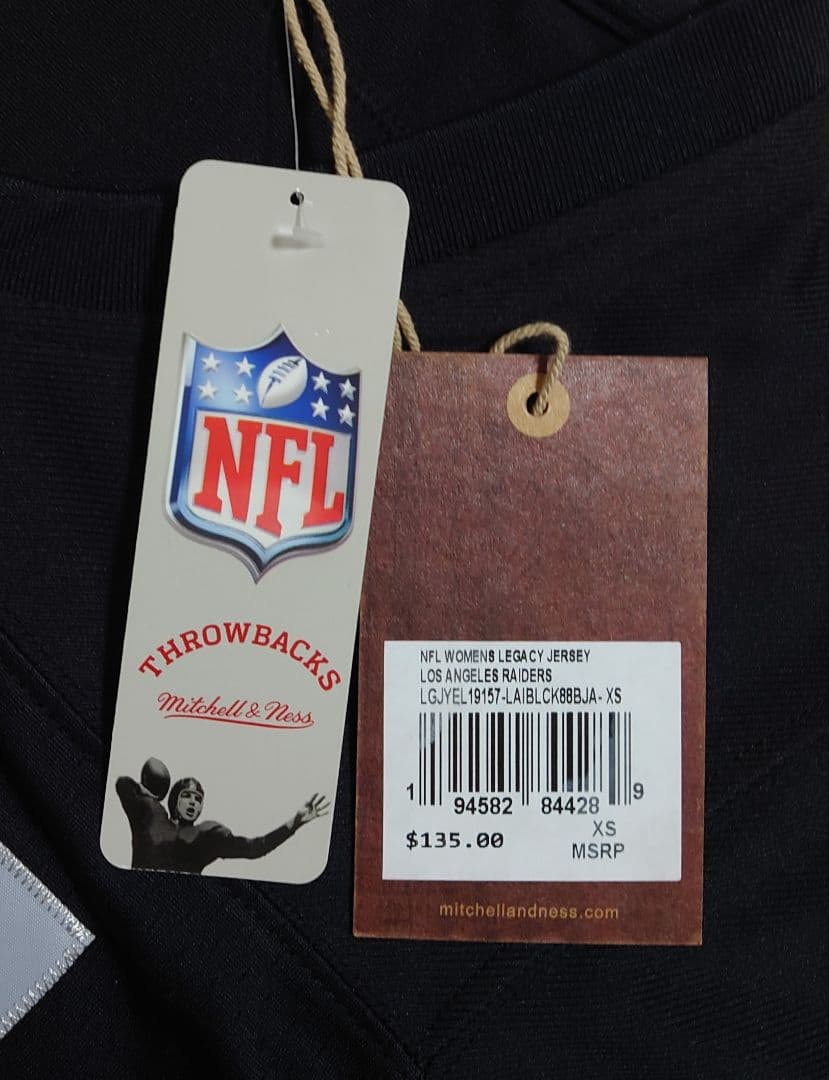 NFL
THROWBACKS
Mitchell & Ness
NFL WOMENS LEGACY JERSEY
LOS ANGELES RAIDERS
LGJYEL19157-LAIBLCK88BJA-XS
1 94582 84428 9
$135.00
XS
MSRP
mitchellandness.com